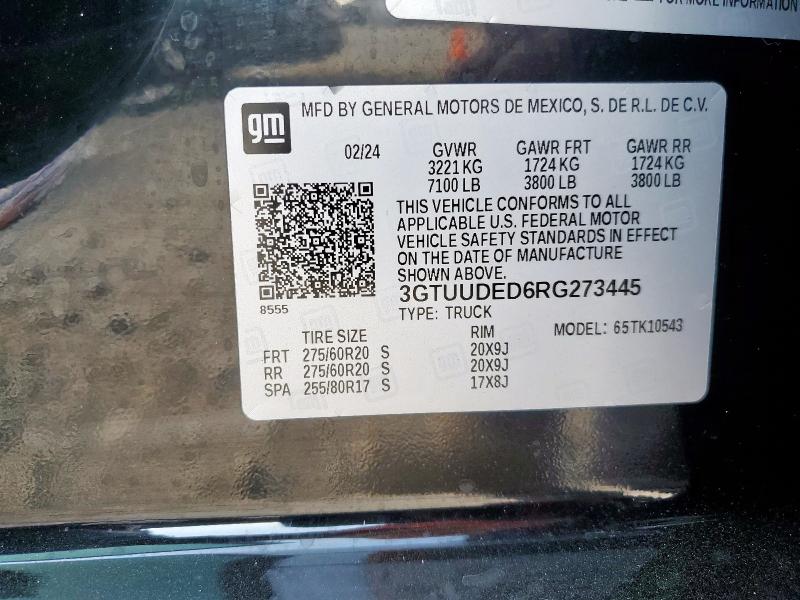 FOR MORE INFORMATION
gm
MFD BY GENERAL MOTORS DE MEXICO, S. DE R.L. DE C.V.
02/24 GVWR GAWR FRT GAWR RR
3221 KG 1724 KG 1724 KG
7100 LB 3800 LB 3800 LB
THIS VEHICLE CONFORMS TO ALL
APPLICABLE U.S. FEDERAL MOTOR
VEHICLE SAFETY STANDARDS IN EFFECT
ON THE DATE OF MANUFACTURE
SHOWN ABOVE.
3GTUUDED6RG273445
8555
TYPE: TRUCK
MODEL: 65TK10543
TIRE SIZE RIM
FRT 275/60R20 S 20X9J
RR 275/60R20 S 20X9J
SPA 255/80R17 S 17X8J